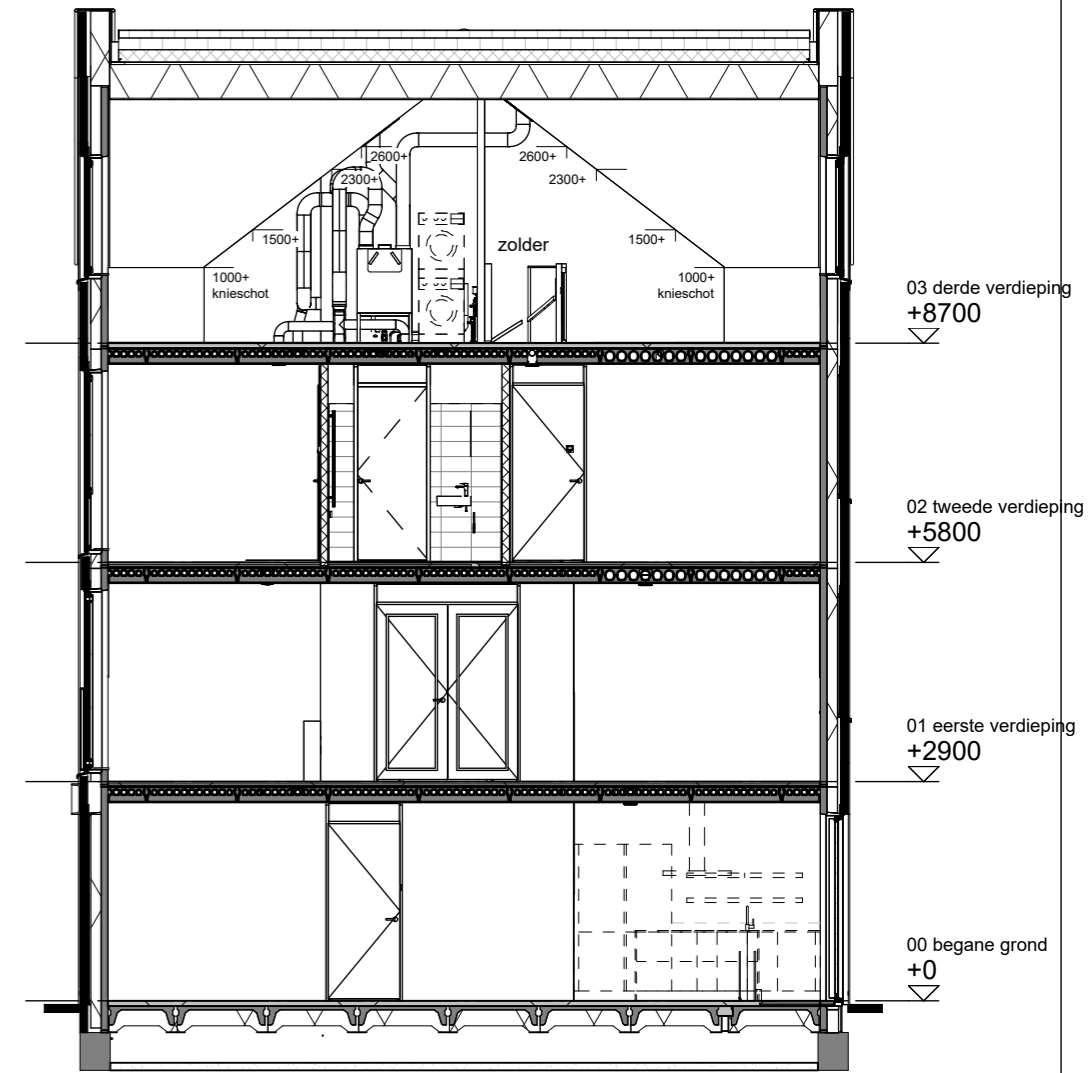 2600+
2600+
2300+
2300+
1500+
zolder
1500+
1000+
knieschot
1000+
knieschot
03 derde verdieping
+8700
02 tweede verdieping
+5800
01 eerste verdieping
+2900
00 begane grond
+0